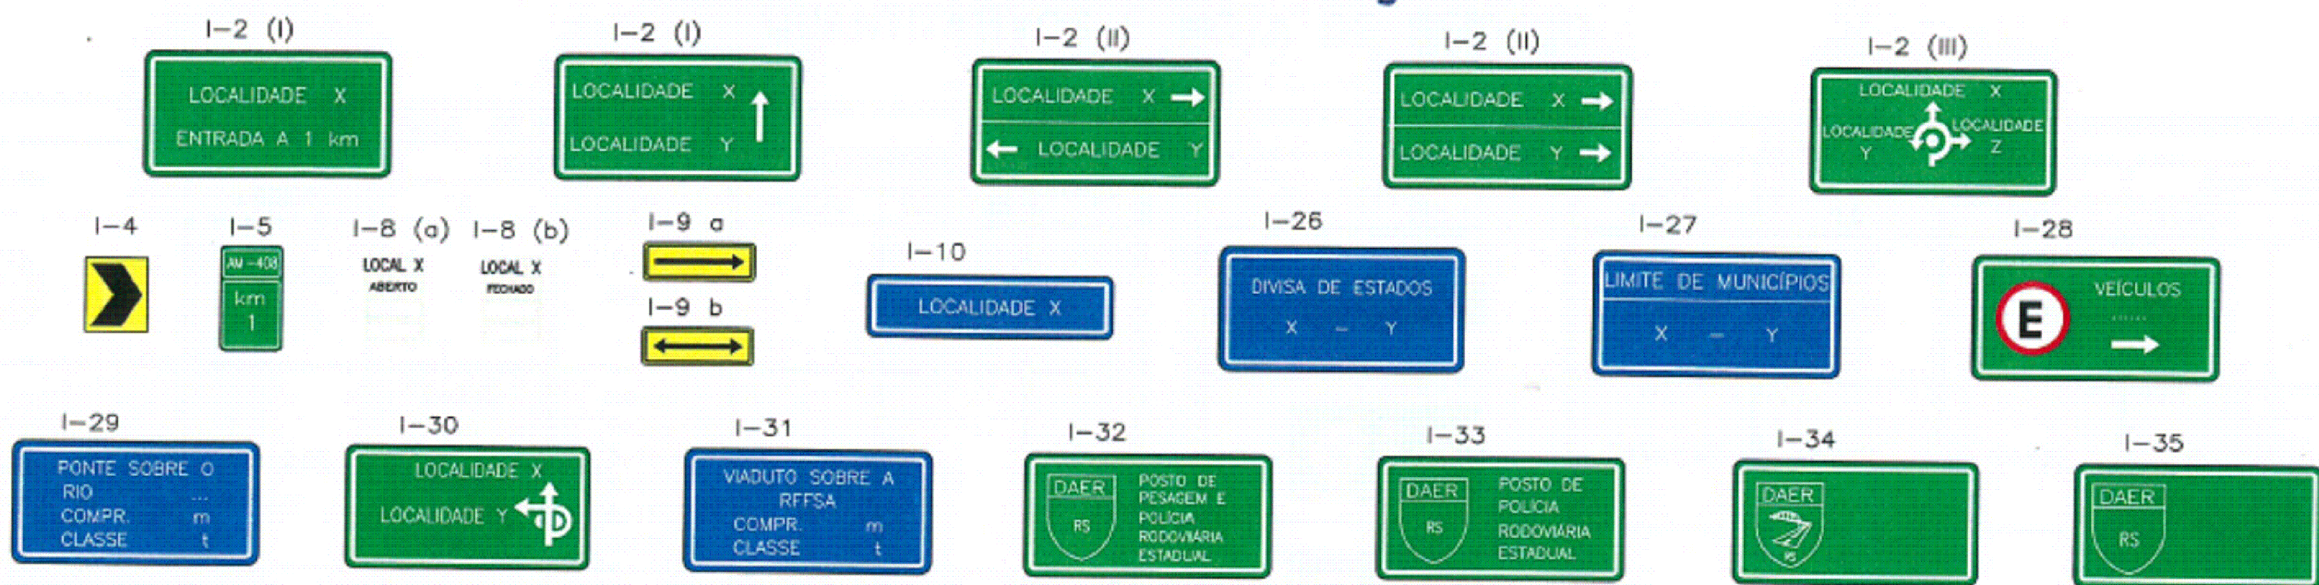 I-2 (I)
LOCALIDADE X
ENTRADA A 1 km
I-2 (I)
LOCALIDADE X
LOCALIDADE Y
I-2 (II)
LOCALIDADE X
LOCALIDADE Y
I-2 (II)
LOCALIDADE X
LOCALIDADE Y
I-2 (III)
LOCALIDADE X
LOCALIDADE
Y
LOCALIDADE
Z
I-4
I-5
AM-408
km
1
I-8 (a)
LOCAL X
ABERTO
I-8 (b)
LOCAL X
FECHADO
I-9 a
I-9 b
I-10
LOCALIDADE X
I-26
DIVISA DE ESTADOS
X - Y
I-27
LIMITE DE MUNICÍPIOS
X - Y
I-28
E
VEÍCULOS
......
I-29
PONTE SOBRE O
RIO ...
COMPR. m
CLASSE t
I-30
LOCALIDADE X
LOCALIDADE Y
I-31
VIADUTO SOBRE A
RFFSA
COMPR. m
CLASSE t
I-32
DAER
RS
POSTO DE
PESAGEM E
POLÍCIA
RODOVIÁRIA
ESTADUAL
I-33
DAER
RS
POSTO DE
POLÍCIA
RODOVIÁRIA
ESTADUAL
I-34
DAER
RS
I-35
DAER
RS